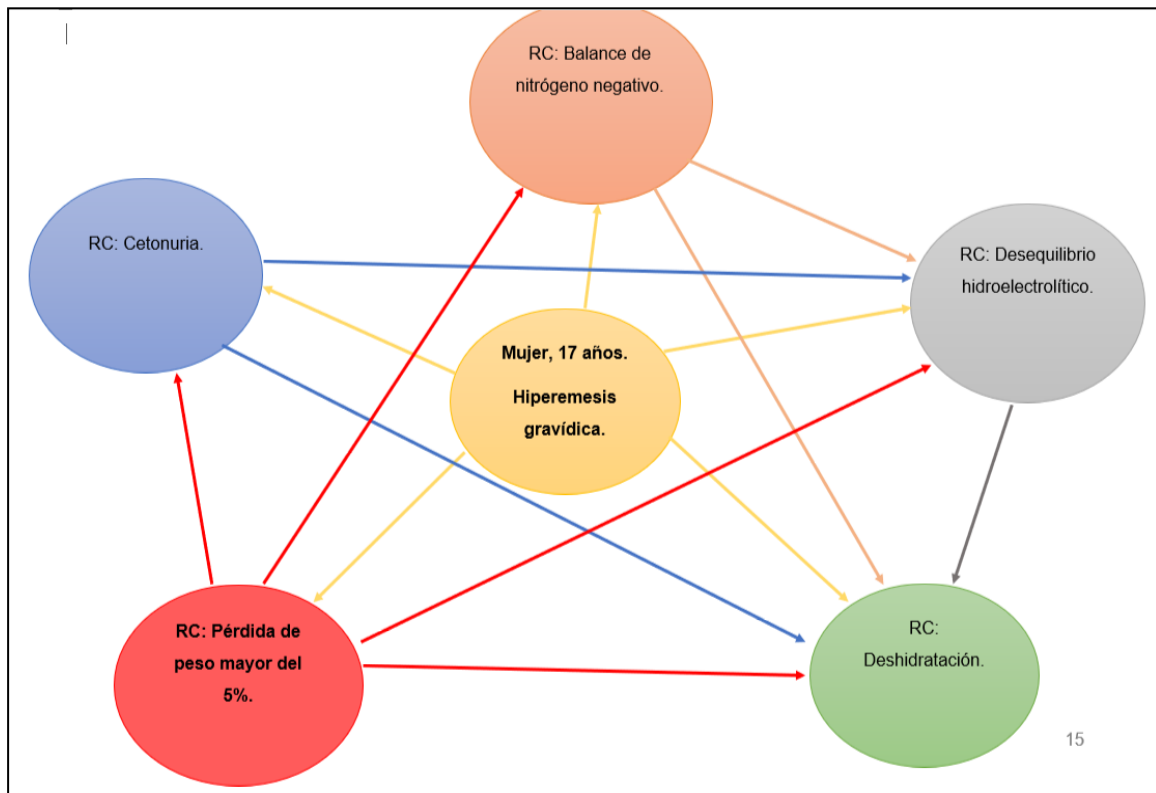 RC: Balance de
nitrógeno negativo.
RC: Cetonuria.
RC: Desequilibrio
hidroelectrolítico.
Mujer, 17 años.
Hiperemesis
gravídica.
RC: Pérdida de
peso mayor del
5%.
RC:
Deshidratación.
15